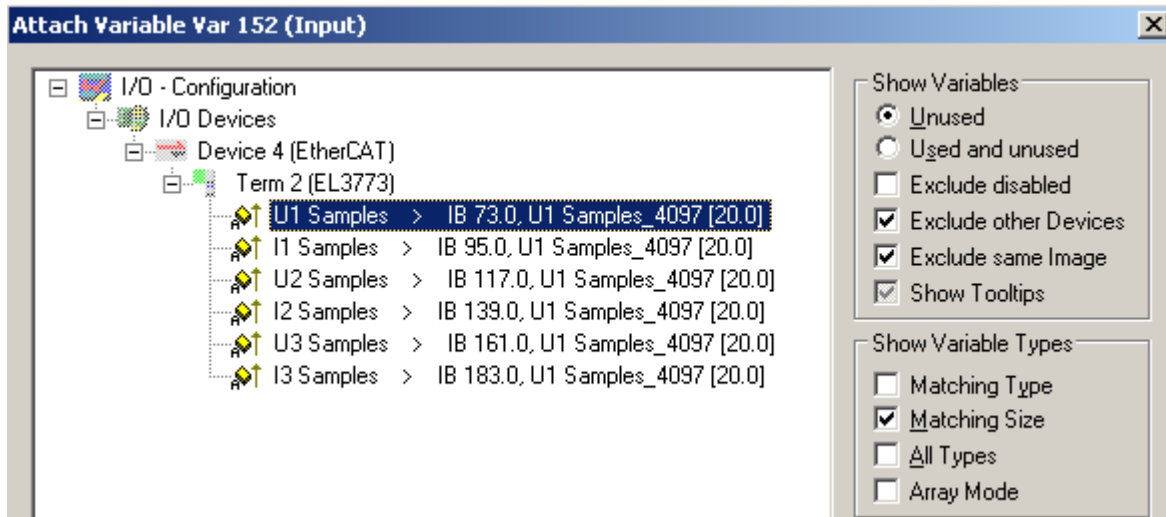 Attach Variable Var 152 (Input)
I/O - Configuration
I/O Devices
Device 4 (EtherCAT)
Term 2 (EL3773)
U1 Samples > IB 73.0, U1 Samples_4097 [20.0]
I1 Samples > IB 95.0, U1 Samples_4097 [20.0]
U2 Samples > IB 117.0, U1 Samples_4097 [20.0]
I2 Samples > IB 139.0, U1 Samples_4097 [20.0]
U3 Samples > IB 161.0, U1 Samples_4097 [20.0]
I3 Samples > IB 183.0, U1 Samples_4097 [20.0]
Show Variables
Unused
Used and unused
Exclude disabled
Exclude other Devices
Exclude same Image
Show Tooltips
Show Variable Types
Matching Type
Matching Size
All Types
Array Mode